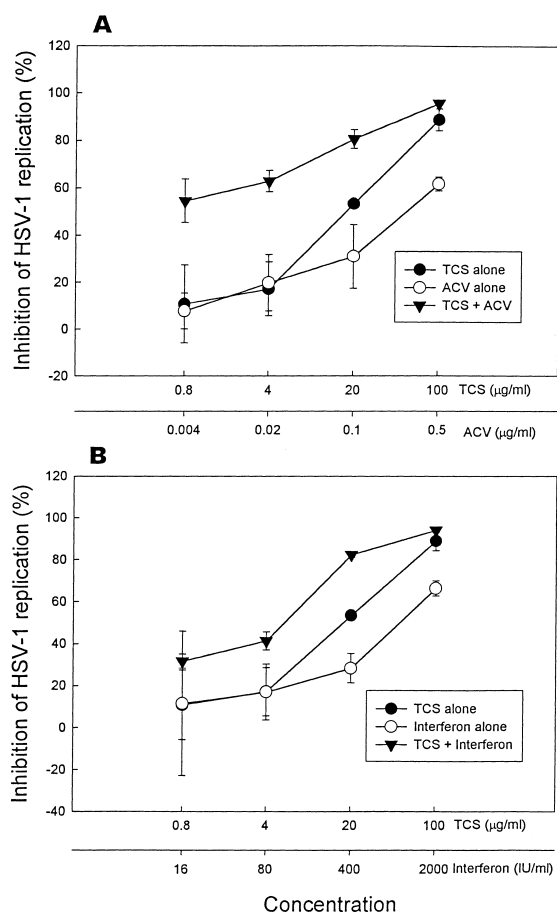 A
Inhibition of HSV-1 replication (%)
120
100
80
60
40
20
0
-20
TCS alone
ACV alone
TCS + ACV
0.8 4 20 100 TCS (μg/ml)
0.004 0.02 0.1 0.5 ACV (μg/ml)
B
Inhibition of HSV-1 replication (%)
120
100
80
60
40
20
0
-20
-40
TCS alone
Interferon alone
TCS + Interferon
0.8 4 20 100 TCS (μg/ml)
16 80 400 2000 Interferon (IU/ml)
Concentration